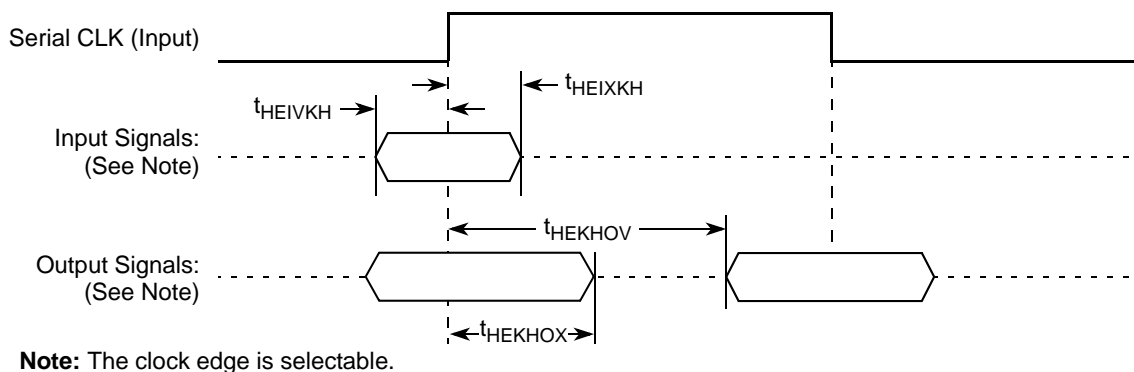 Serial CLK (Input)
tHEIXKH
tHEIVKH
Input Signals:
(See Note)
tHEKHOV
Output Signals:
(See Note)
tHEKHOX
Note: The clock edge is selectable.